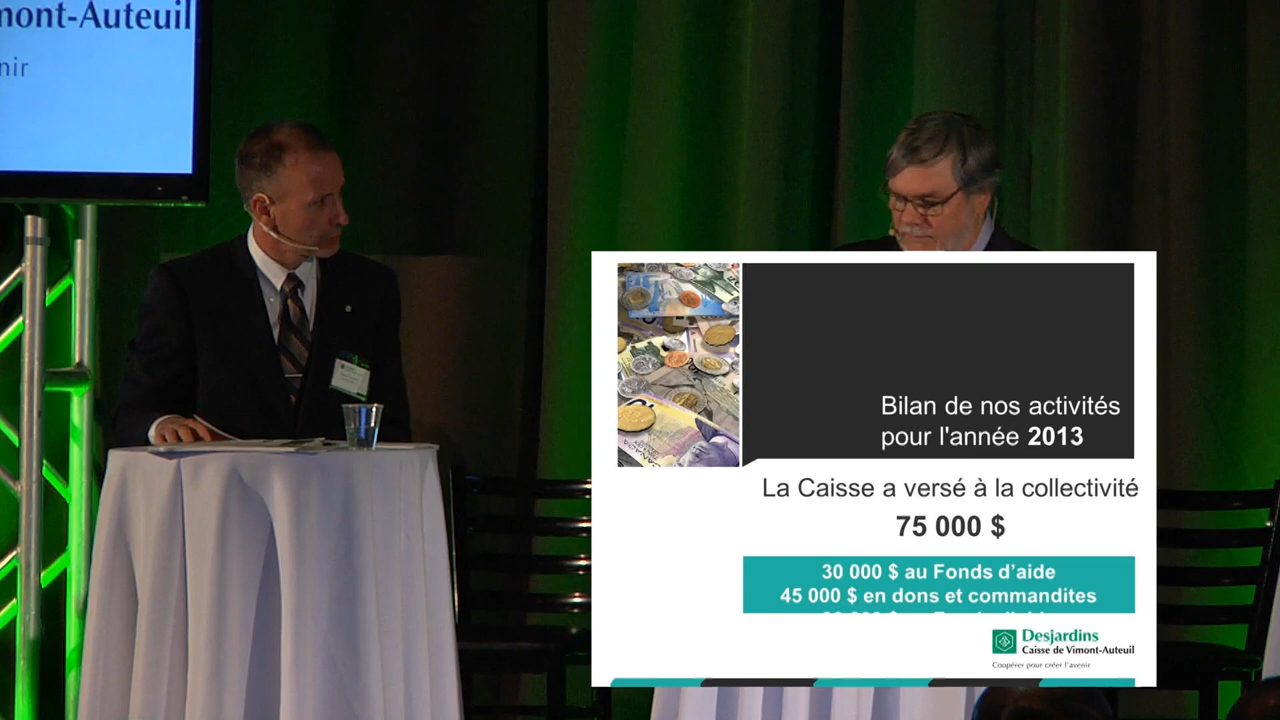 mont-Auteuil
nir
Bilan de nos activités
pour l'année 2013
La Caisse a versé à la collectivité
75 000 $
30 000 $ au Fonds d'aide
45 000 $ en dons et commandites
Desjardins
Caisse de Vimont-Auteuil
Coopérer pour créer l'avenir